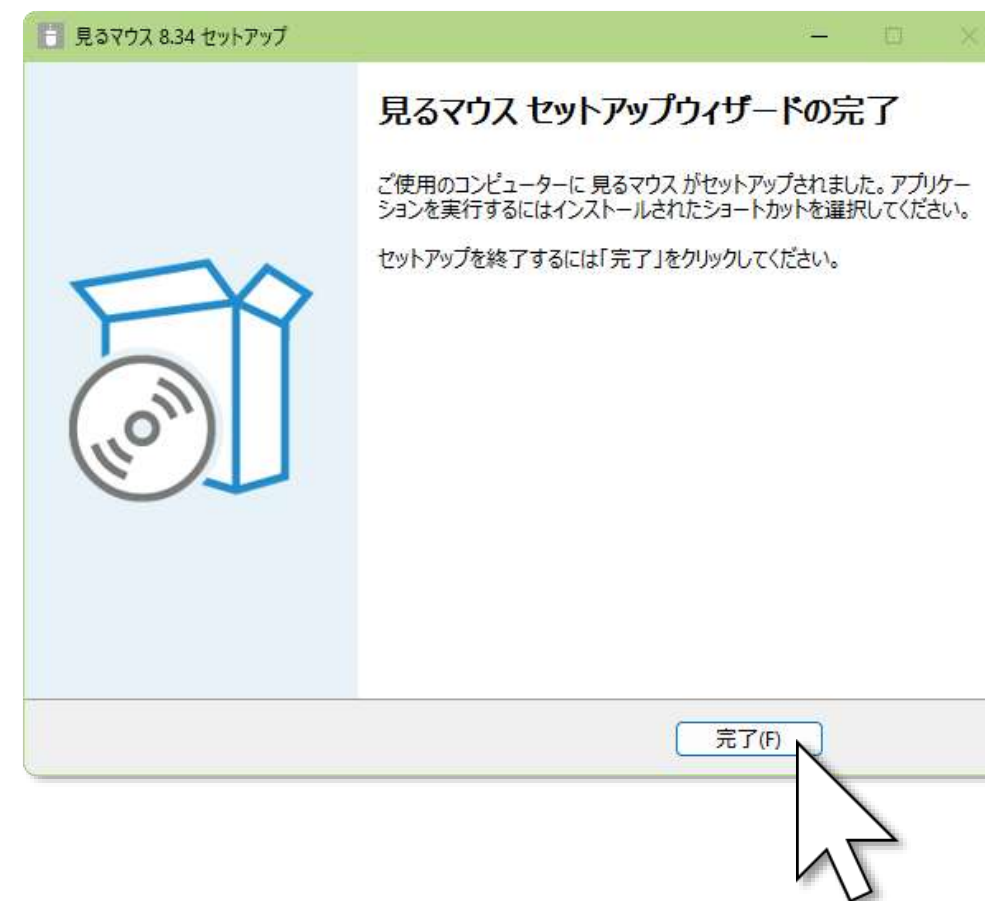 見るマウス 8.34 セットアップ
見るマウス セットアップウィザードの完了
ご使用のコンピューターに 見るマウス がセットアップされました。アプリケー
ションを実行するにはインストールされたショートカットを選択してください。
セットアップを終了するには「完了」をクリックしてください。
完了(F)